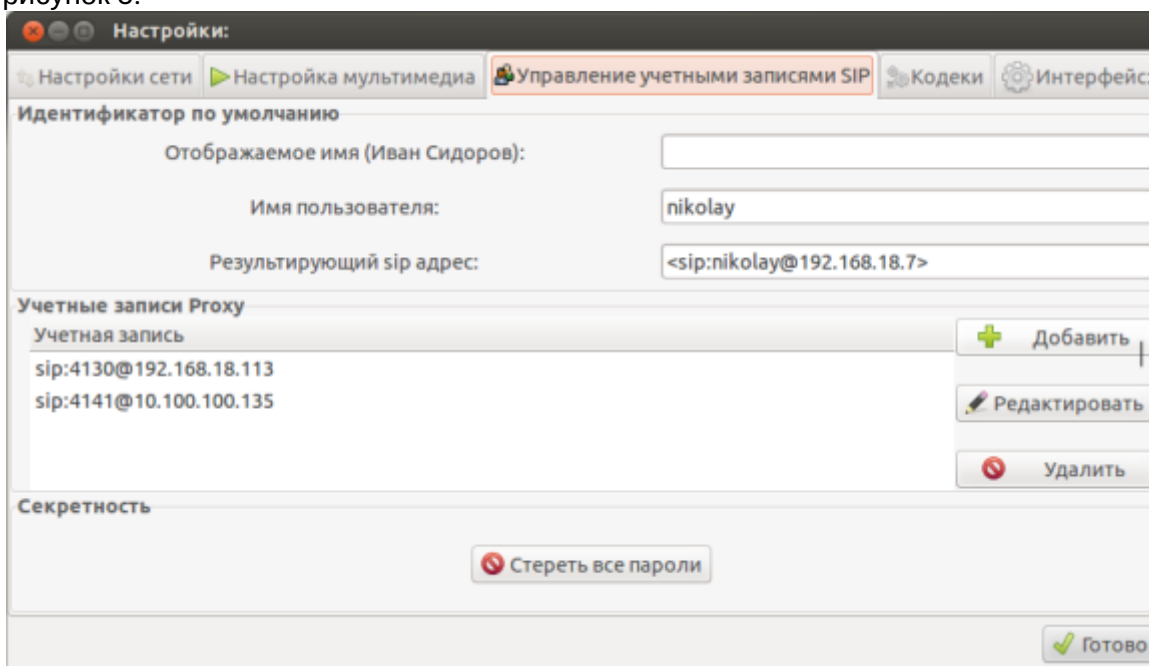 рисунок 3.
Настройки:
Настройки сети Настройка мультимедиа Управление учетными записями SIP Кодеки Интерфейс
Идентификатор по умолчанию
Отображаемое имя (Иван Сидоров):
Имя пользователя: nikolay
Результирующий sip адрес: <sip:nikolay@192.168.18.7>
Учетные записи Proxy
Учетная запись
Добавить
sip:4130@192.168.18.113
sip:4141@10.100.100.135
Редактировать
Удалить
Секретность
Стереть все пароли
Готово